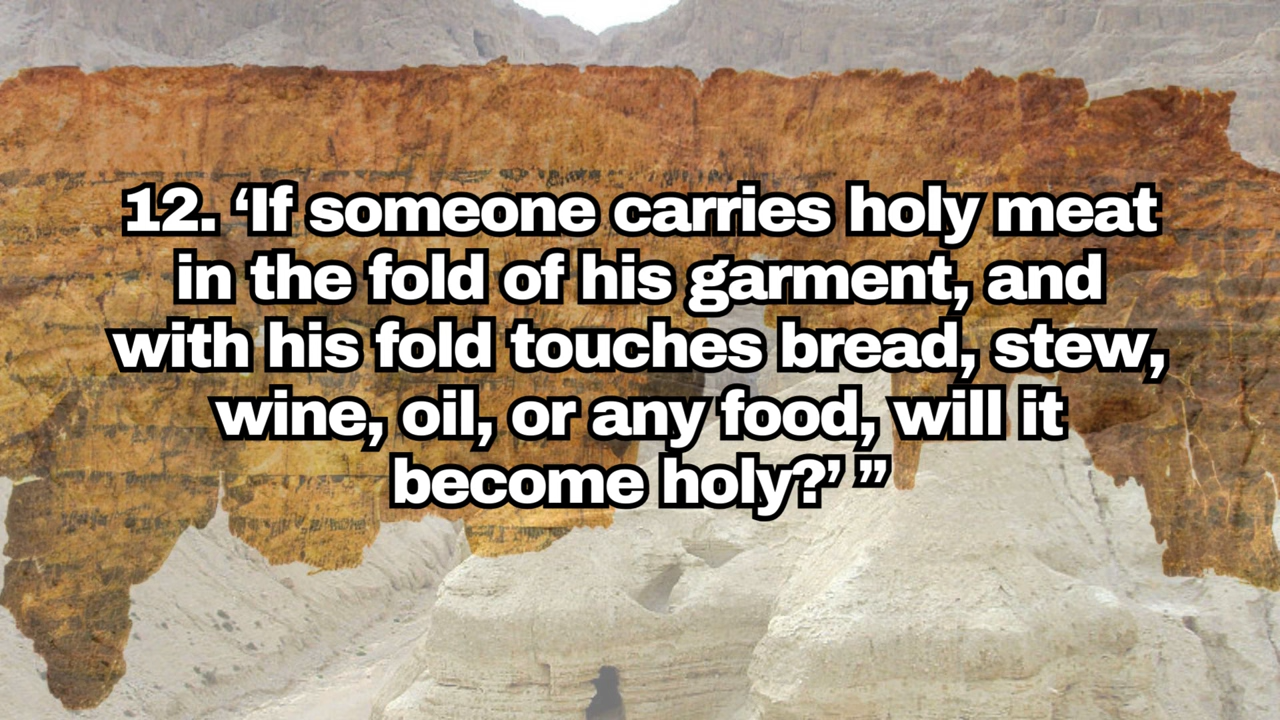 12. ‘If someone carries holy meat
in the fold of his garment, and
with his fold touches bread, stew,
wine, oil, or any food, will it
become holy?’ ”